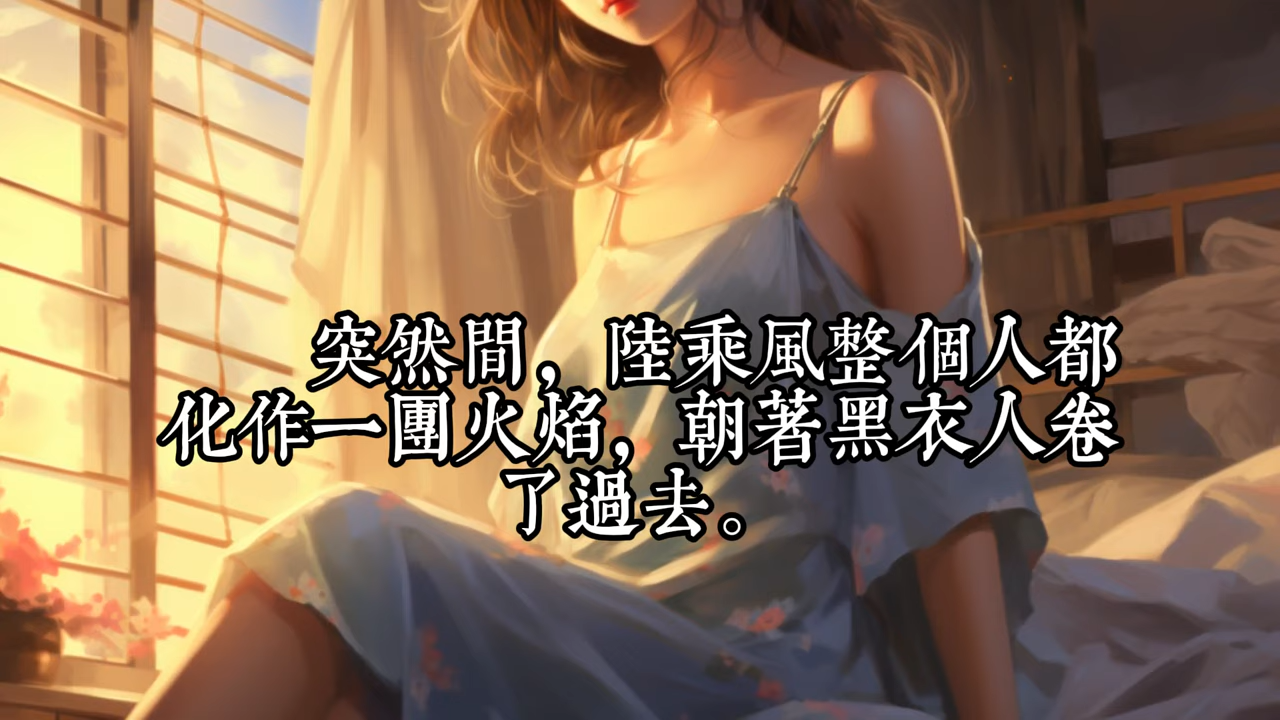 突然間，陸乘風整個人都
化作一團火焰，朝著黑衣人卷
了過去。